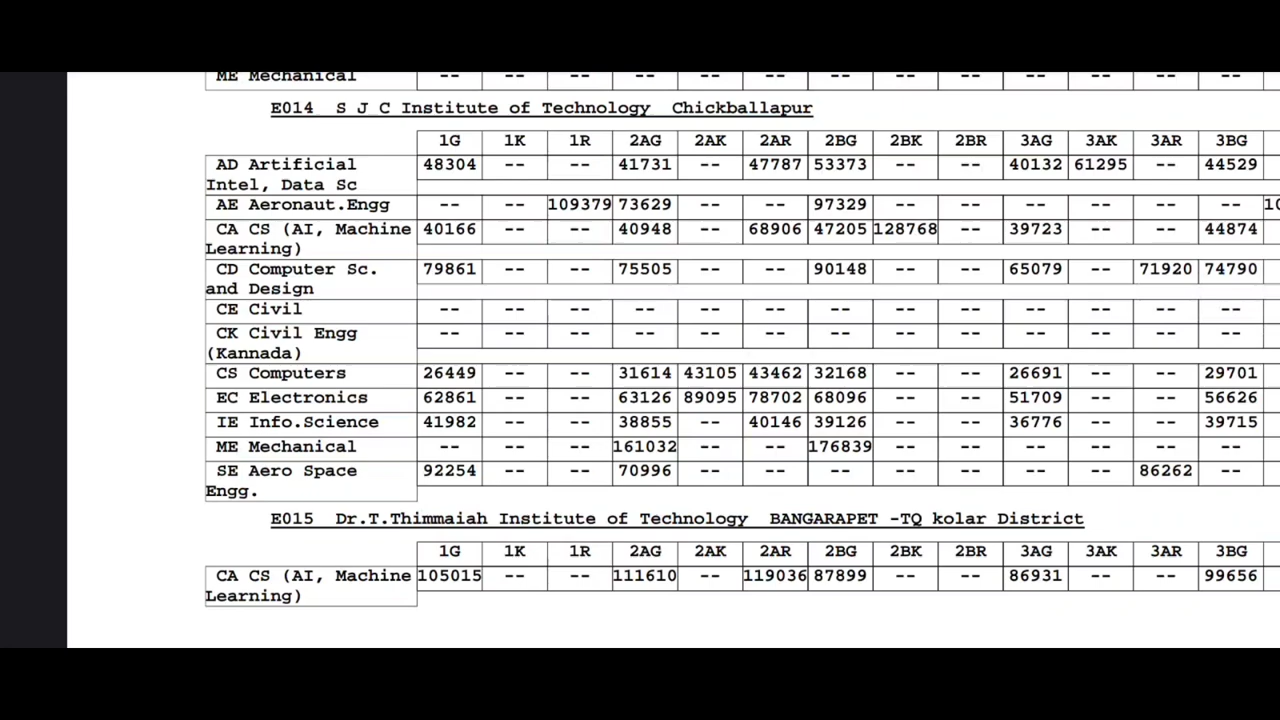 ME Mechanical -- -- -- -- -- -- -- -- -- -- -- -- --
E014 S J C Institute of Technology Chickballapur
1G 1K 1R 2AG 2AK 2AR 2BG 2BK 2BR 3AG 3AK 3AR 3BG
AD Artificial 48304 -- -- 41731 -- 47787 53373 -- -- 40132 61295 -- 44529
Intel, Data Sc
AE Aeronaut.Engg -- -- 109379 73629 -- -- 97329 -- -- -- -- -- -- 10
CA CS (AI, Machine 40166 -- -- 40948 -- 68906 47205 128768 -- 39723 -- -- 44874
Learning)
CD Computer Sc. 79861 -- -- 75505 -- -- 90148 -- -- 65079 -- 71920 74790
and Design
CE Civil -- -- -- -- -- -- -- -- -- -- -- -- --
CK Civil Engg -- -- -- -- -- -- -- -- -- -- -- -- --
(Kannada)
CS Computers 26449 -- -- 31614 43105 43462 32168 -- -- 26691 -- -- 29701
EC Electronics 62861 -- -- 63126 89095 78702 68096 -- -- 51709 -- -- 56626
IE Info.Science 41982 -- -- 38855 -- 40146 39126 -- -- 36776 -- -- 39715
ME Mechanical -- -- -- 161032 -- -- 176839 -- -- -- -- -- --
SE Aero Space 92254 -- -- 70996 -- -- -- -- -- -- -- 86262 --
Engg.
E015 Dr.T.Thimmaiah Institute of Technology BANGARAPET -TQ kolar District
1G 1K 1R 2AG 2AK 2AR 2BG 2BK 2BR 3AG 3AK 3AR 3BG
CA CS (AI, Machine 105015 -- -- 111610 -- 119036 87899 -- -- 86931 -- -- 99656
Learning)